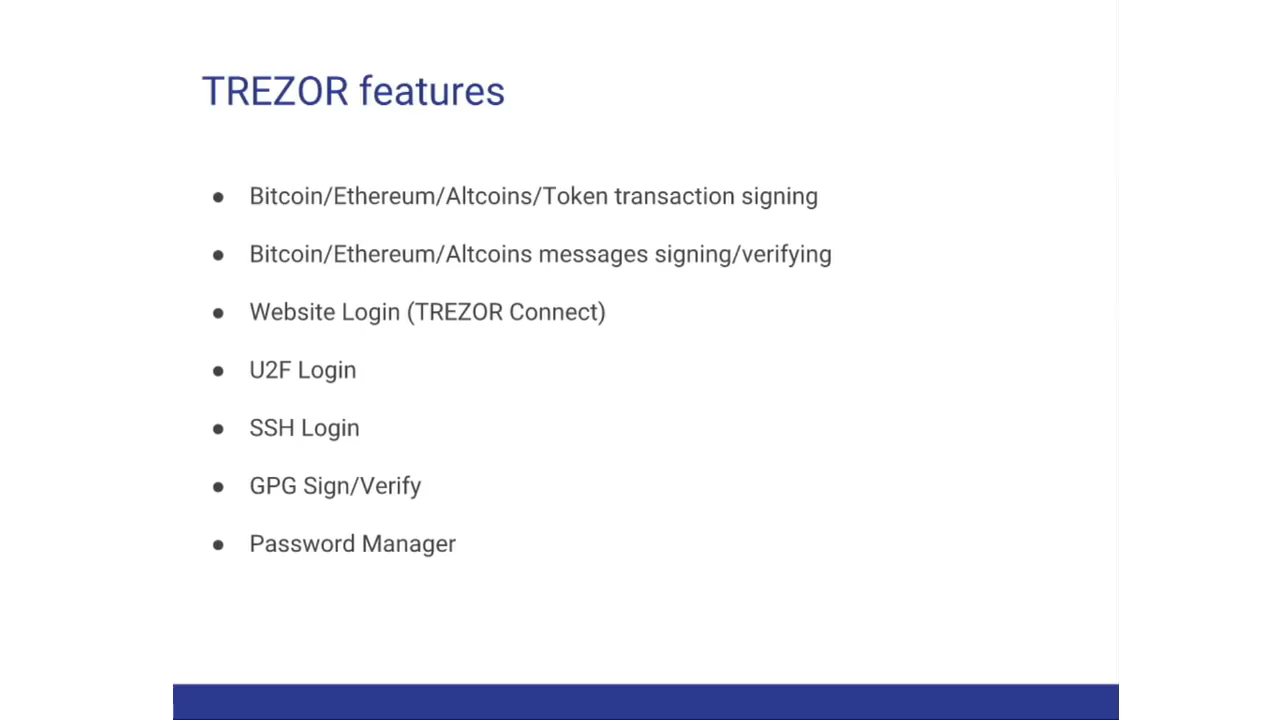 TREZOR features
● Bitcoin/Ethereum/Altcoins/Token transaction signing
● Bitcoin/Ethereum/Altcoins messages signing/verifying
● Website Login (TREZOR Connect)
● U2F Login
● SSH Login
● GPG Sign/Verify
● Password Manager